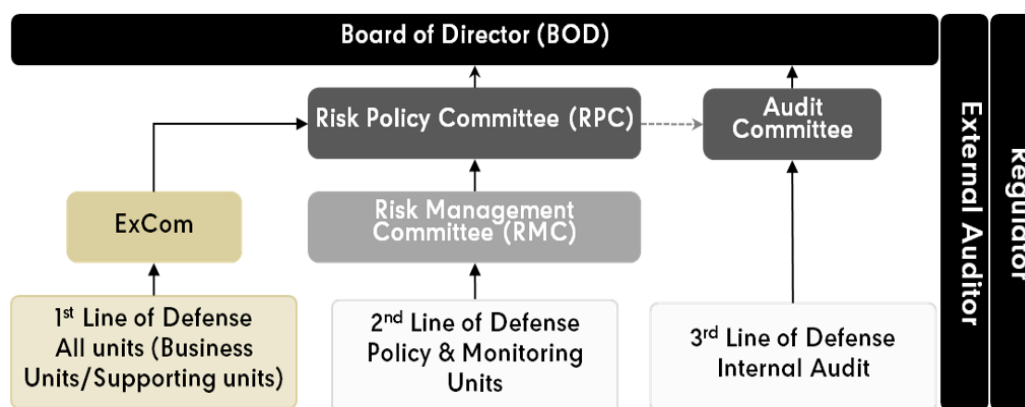 Board of Director (BOD)
Risk Policy Committee (RPC)
Audit
Committee
ExCom
Risk Management
Committee (RMC)
1st Line of Defense
All units (Business
Units/Supporting units)
2nd Line of Defense
Policy & Monitoring
Units
3rd Line of Defense
Internal Audit
External Auditor
Regulator